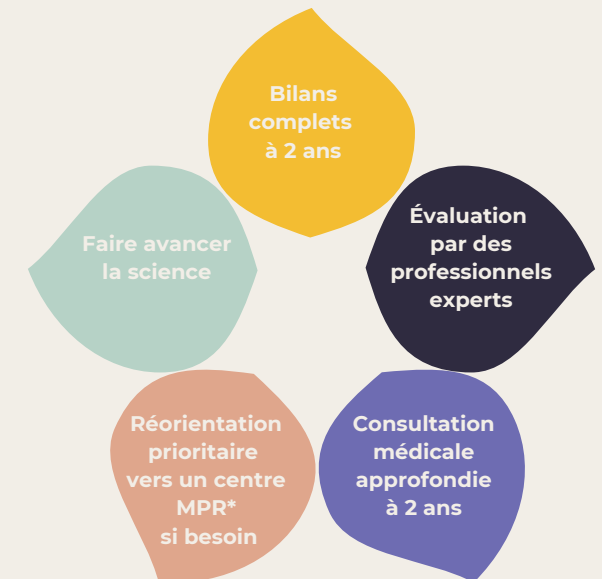 Bilans
complets
à 2 ans
Évaluation
par des
professionnels
experts
Consultation
médicale
approfondie
à 2 ans
Réorientation
prioritaire
vers un centre
MPR*
si besoin
Faire avancer
la science